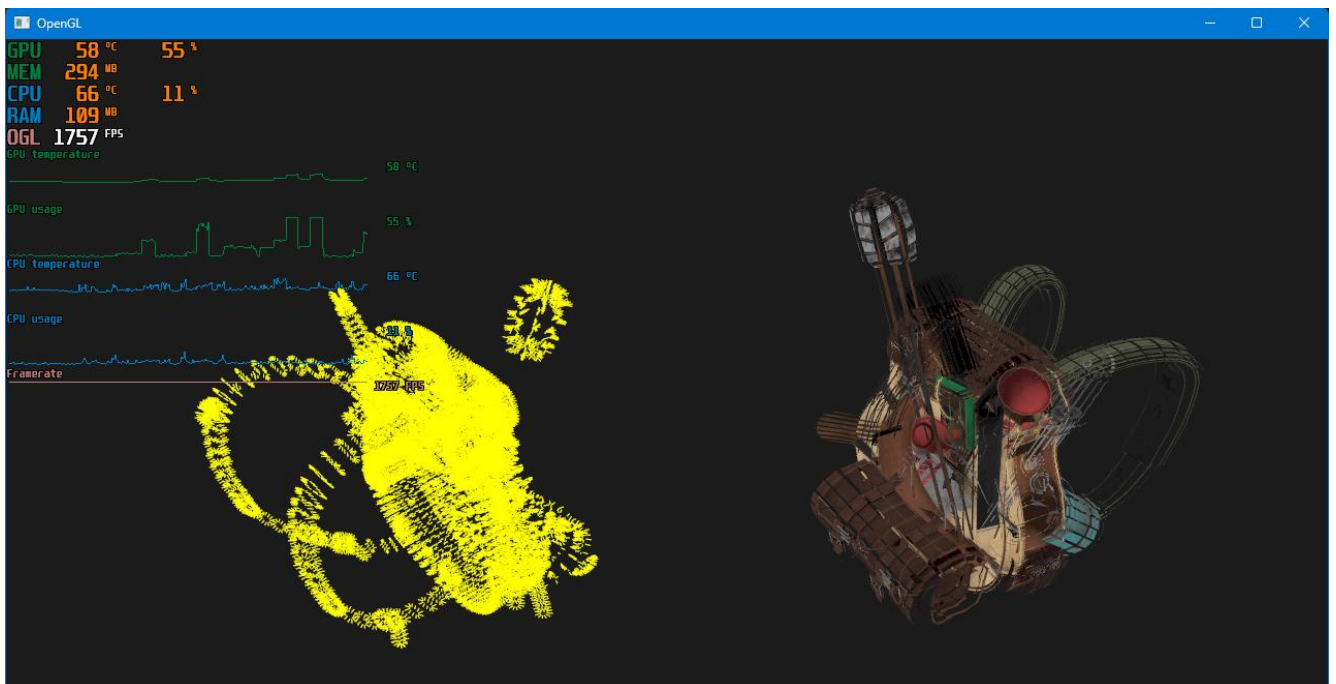 OpenGL
GPU 58 °C 55 %
MEM 294 MB
CPU 66 °C 11 %
RAM 109 MB
OGL 1757 FPS
GPU temperature
58 °C
GPU usage
55 %
CPU temperature
66 °C
CPU usage
11 %
Framerate
1757 FPS